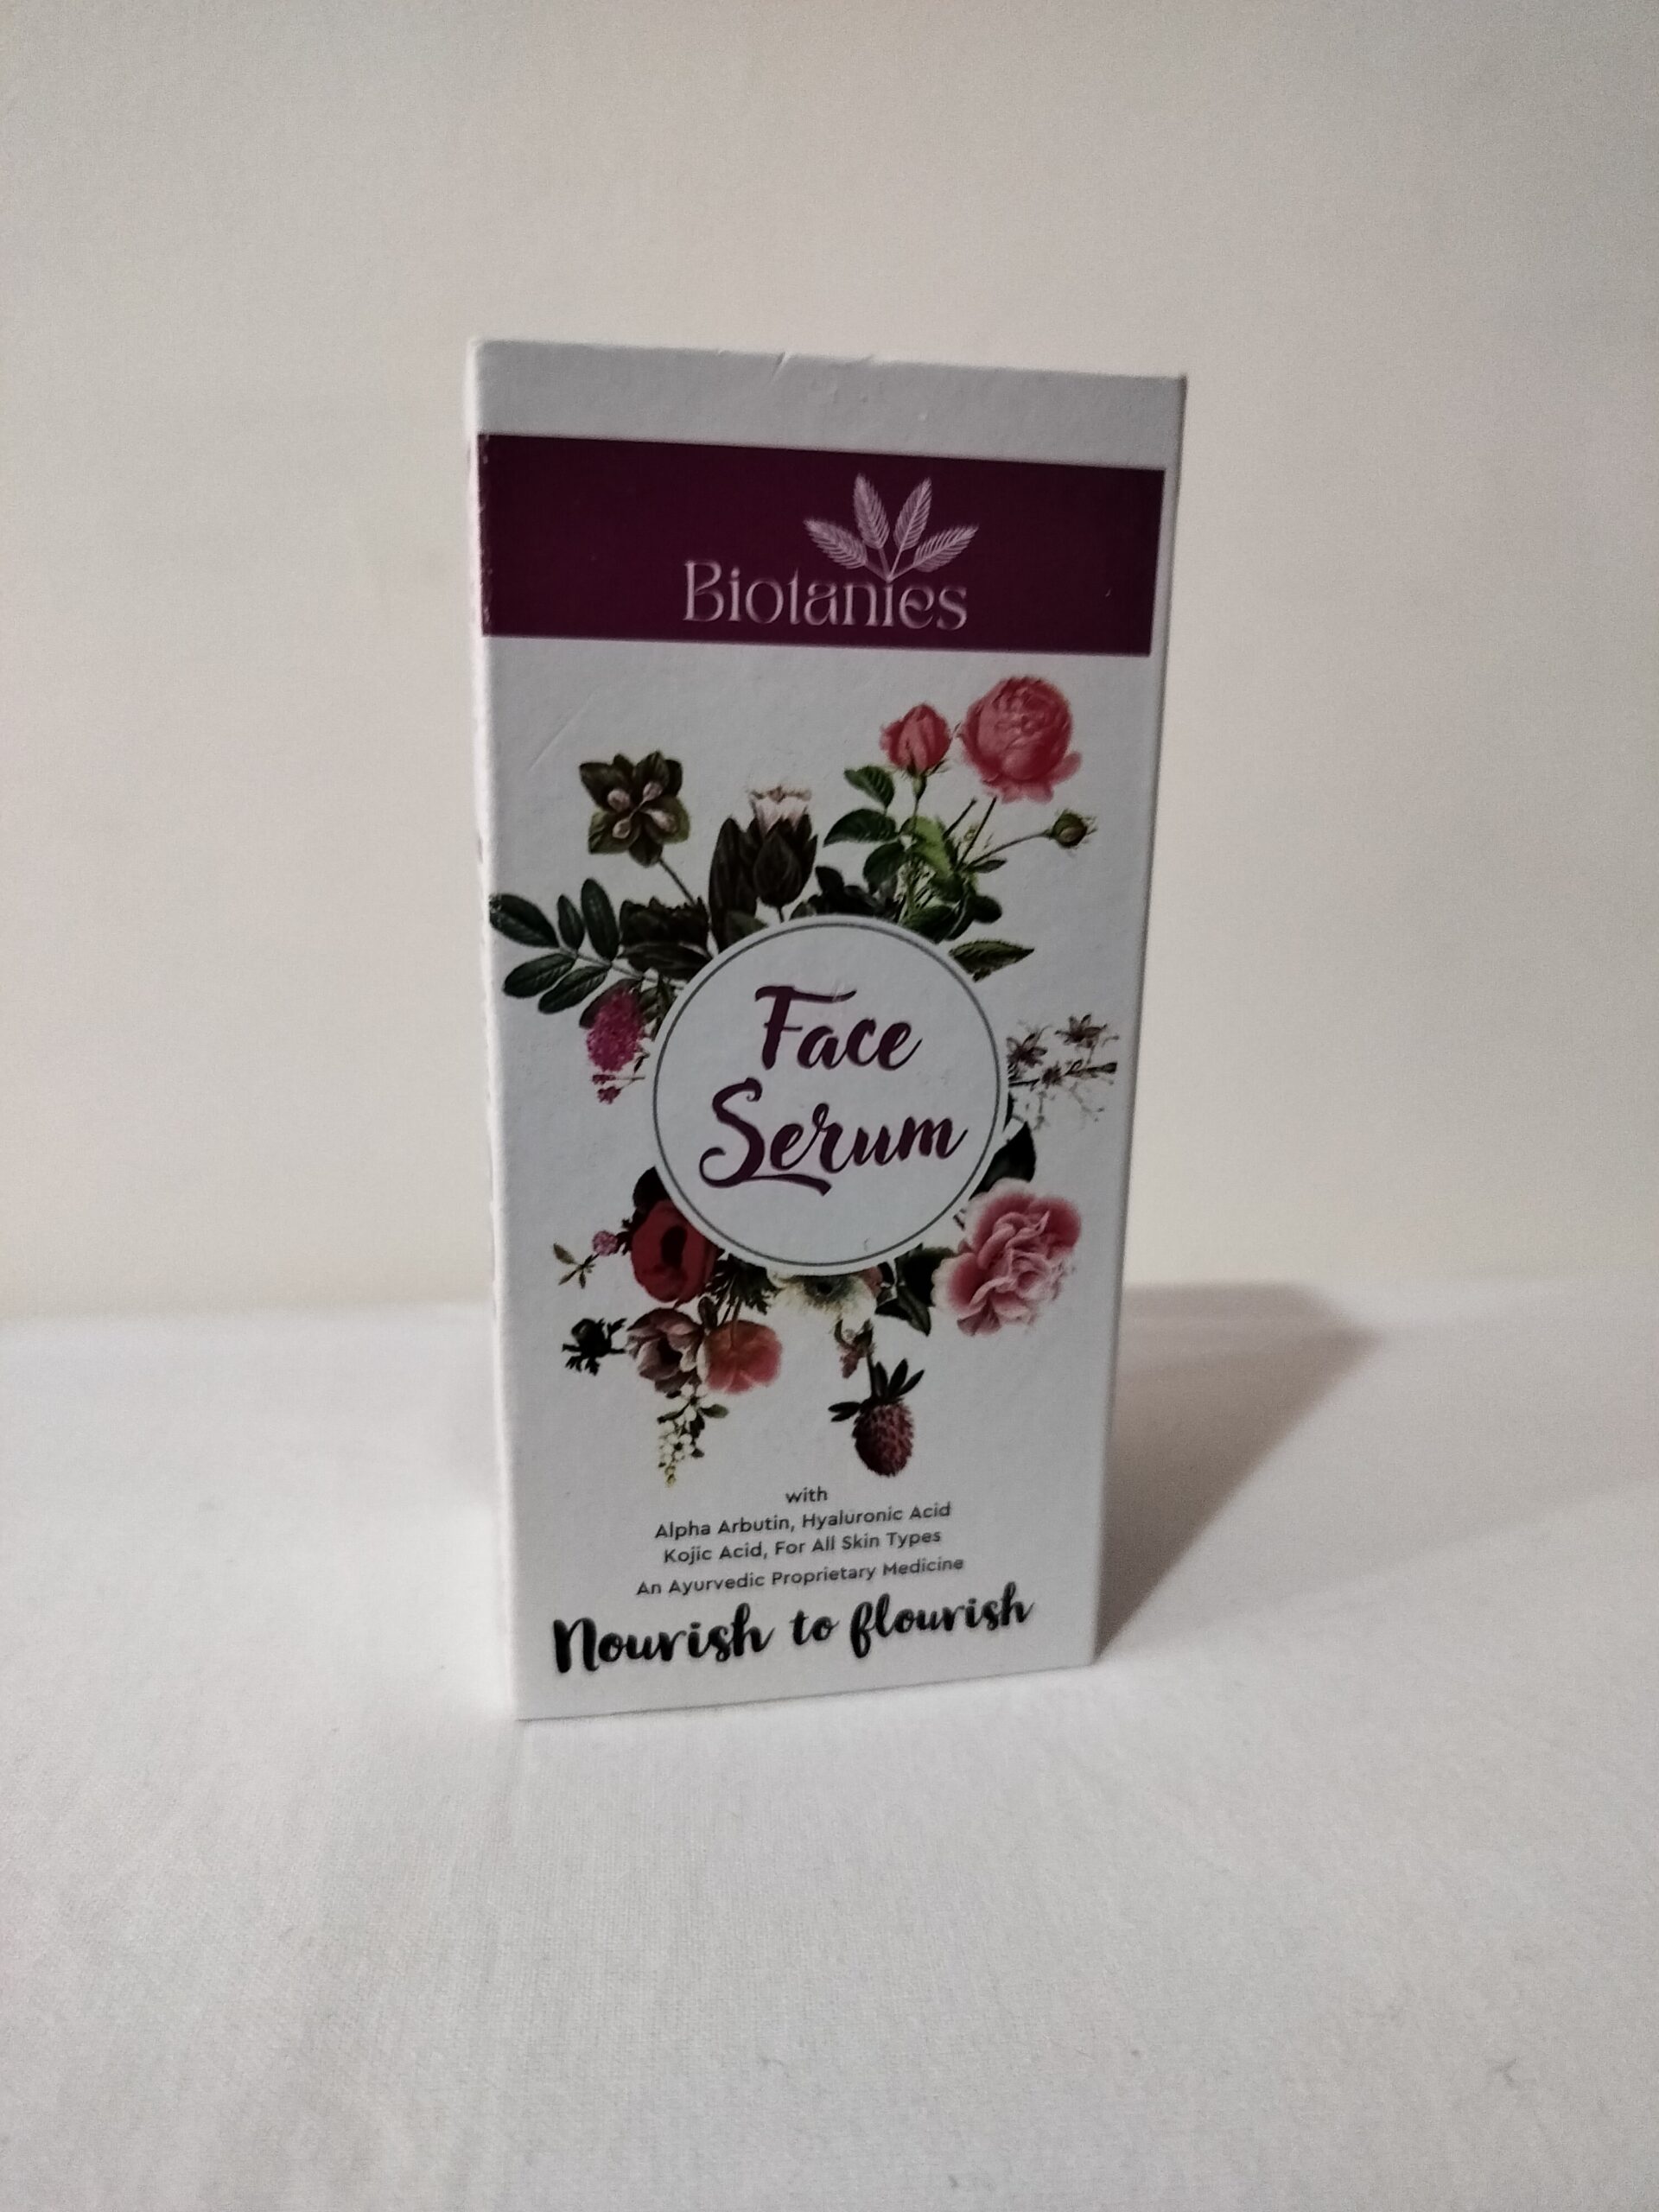 Biotanies
Face
Serum
with
Alpha Arbutin, Hyaluronic Acid
Kojic Acid, For All Skin Types
An Ayurvedic Proprietary Medicine
Nourish to flourish